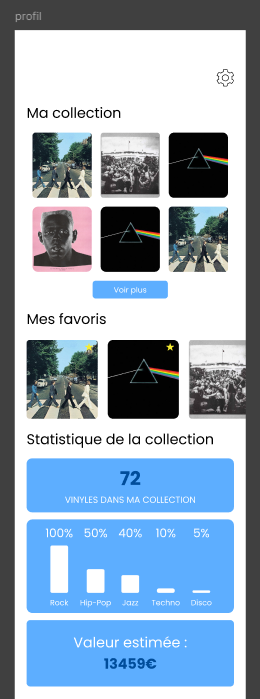 profil
Ma collection
Voir plus
Mes favoris
Statistique de la collection
72
VINYLES DANS MA COLLECTION
100% 50% 40% 10% 5%
Rock Hip-Pop Jazz Techno Disco
Valeur estimée :
13459€